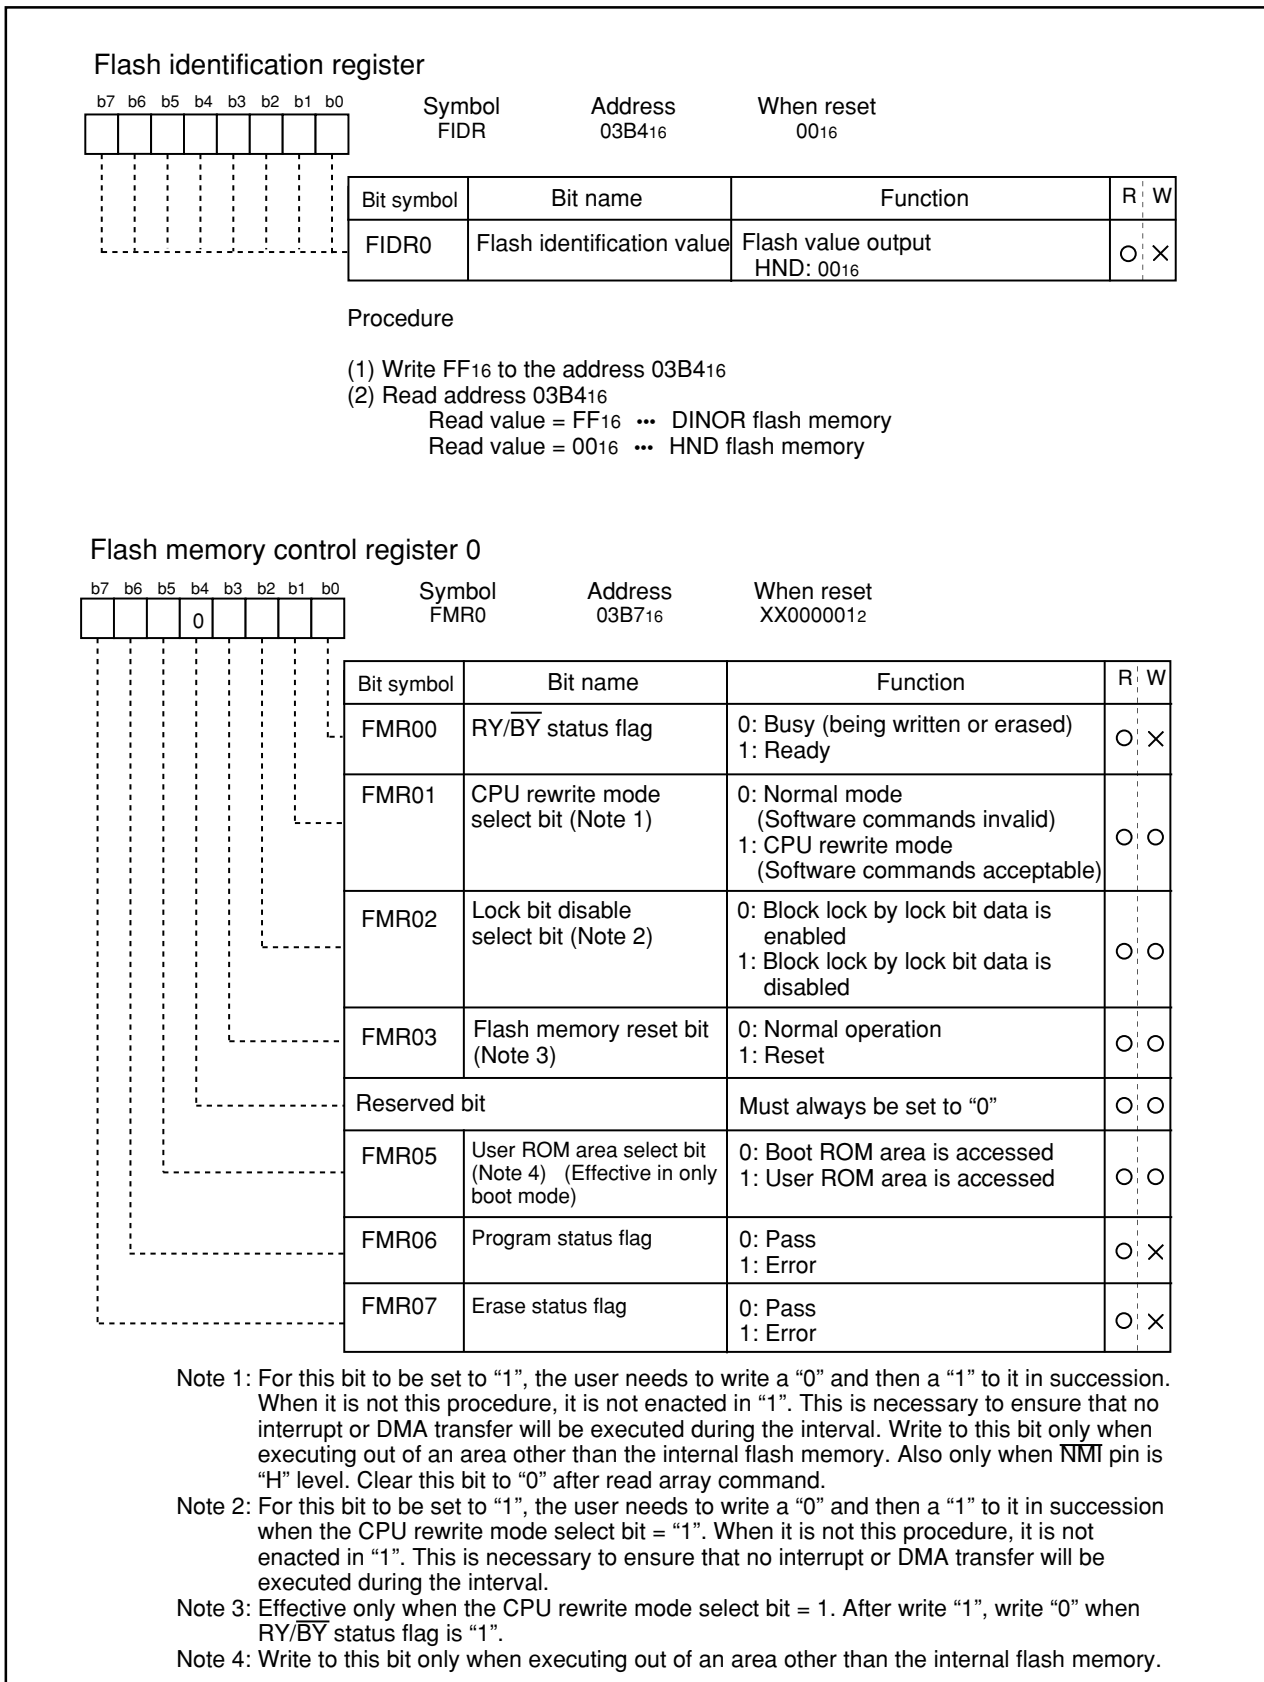 Flash identification register
b7 b6 b5 b4 b3 b2 b1 b0
Symbol Address When reset
FIDR 03B416 0016
Bit symbol Bit name Function R W
FIDR0 Flash identification value Flash value output
HND: 0016
Procedure
(1) Write FF16 to the address 03B416
(2) Read address 03B416
Read value = FF16 ••• DINOR flash memory
Read value = 0016 ••• HND flash memory
Flash memory control register 0
b7 b6 b5 b4 b3 b2 b1 b0
0
Symbol Address When reset
FMR0 03B716 XX0000012
Bit symbol Bit name Function R W
FMR00 RY/BY status flag 0: Busy (being written or erased)
1: Ready
FMR01 CPU rewrite mode 0: Normal mode
select bit (Note 1) (Software commands invalid)
1: CPU rewrite mode
(Software commands acceptable)
FMR02 Lock bit disable 0: Block lock by lock bit data is
select bit (Note 2) enabled
1: Block lock by lock bit data is
disabled
FMR03 Flash memory reset bit 0: Normal operation
(Note 3) 1: Reset
Reserved bit Must always be set to “0”
FMR05 User ROM area select bit 0: Boot ROM area is accessed
(Note 4) (Effective in only 1: User ROM area is accessed
boot mode)
FMR06 Program status flag 0: Pass
1: Error
FMR07 Erase status flag 0: Pass
1: Error
Note 1: For this bit to be set to “1”, the user needs to write a “0” and then a “1” to it in succession.
When it is not this procedure, it is not enacted in “1”. This is necessary to ensure that no
interrupt or DMA transfer will be executed during the interval. Write to this bit only when
executing out of an area other than the internal flash memory. Also only when NMI pin is
“H” level. Clear this bit to “0” after read array command.
Note 2: For this bit to be set to “1”, the user needs to write a “0” and then a “1” to it in succession
when the CPU rewrite mode select bit = “1”. When it is not this procedure, it is not
enacted in “1”. This is necessary to ensure that no interrupt or DMA transfer will be
executed during the interval.
Note 3: Effective only when the CPU rewrite mode select bit = 1. After write “1”, write “0” when
RY/BY status flag is “1”.
Note 4: Write to this bit only when executing out of an area other than the internal flash memory.